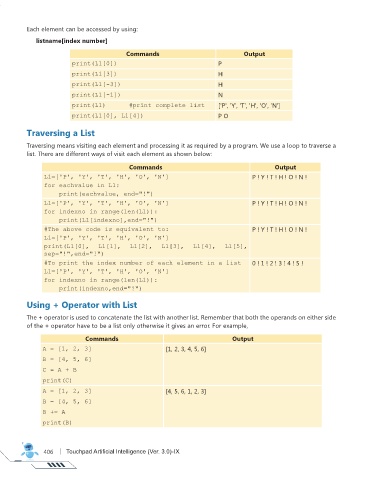 Each element can be accessed by using:
listname[index number]
Commands Output
print(L1[0]) P
print(L1[3]) H
print(L1[-3]) H
print(L1[-1]) N
print(L1) #print complete list ['P', 'Y', 'T', 'H', 'O', 'N']
print(L1[0], L1[4]) P O
Traversing a List
Traversing means visiting each element and processing it as required by a program. We use a loop to traverse a
list. There are different ways of visit each element as shown below:
Commands Output
L1=['P', 'Y', 'T', 'H', 'O', 'N'] P!Y!T!H!O!N!
for eachvalue in L1:
print(eachvalue, end="!")
L1=['P', 'Y', 'T', 'H', 'O', 'N'] P!Y!T!H!O!N!
for indexno in range(len(L1)):
print(L1[indexno],end="!")
#The above code is equivalent to: P!Y!T!H!O!N!
L1=['P', 'Y', 'T', 'H', 'O', 'N']
print(L1[0], L1[1], L1[2], L1[3], L1[4], L1[5],
sep="!",end="!")
#To print the index number of each element in a list 0!1!2!3!4!5!
L1=['P', 'Y', 'T', 'H', 'O', 'N']
for indexno in range(len(L1)):
print(indexno,end="!")
Using + Operator with List
The + operator is used to concatenate the list with another list. Remember that both the operands on either side
of the + operator have to be a list only otherwise it gives an error. For example,
Commands Output
A = [1, 2, 3] [1, 2, 3, 4, 5, 6]
B = [4, 5, 6]
C = A + B
print(C)
A = [1, 2, 3] [4, 5, 6, 1, 2, 3]
B = [4, 5, 6]
B += A
print(B)
406 | Touchpad Artificial Intelligence (Ver. 3.0)-IX